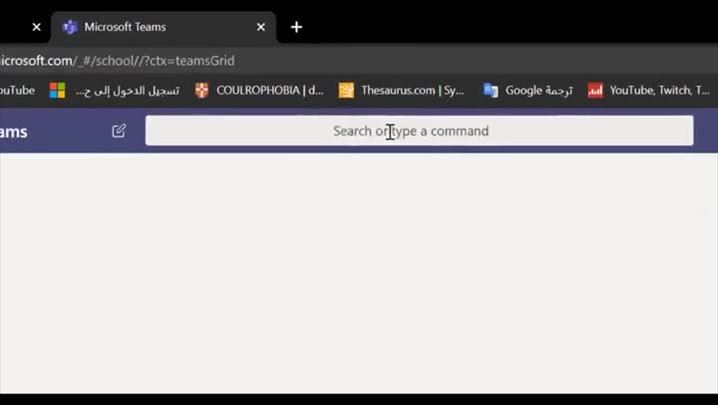 Microsoft Teams
icrosoft.com/_#/school//?ctx=teamsGrid
ouTube
تسجيل الدخول إلى ح...
COULROPHOBIA | d...
Thesaurus.com | Sy...
ترجمة Google
YouTube, Twitch, T...
ams
Search or type a command